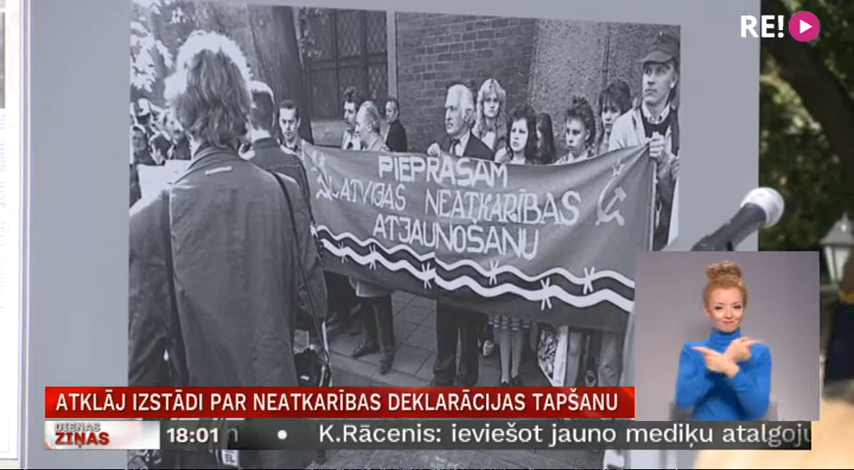 RE!
PIEPRASAM
LATVIJAS NEATKARĪBAS
ATJAUNOŠANU
ATKLĀJ IZSTĀDI PAR NEATKARĪBAS DEKLARĀCIJAS TAPŠANU
DIENAS
ZIŅAS
18:01
• K.Rācenis: ieviešot jauno mediķu atalgoju